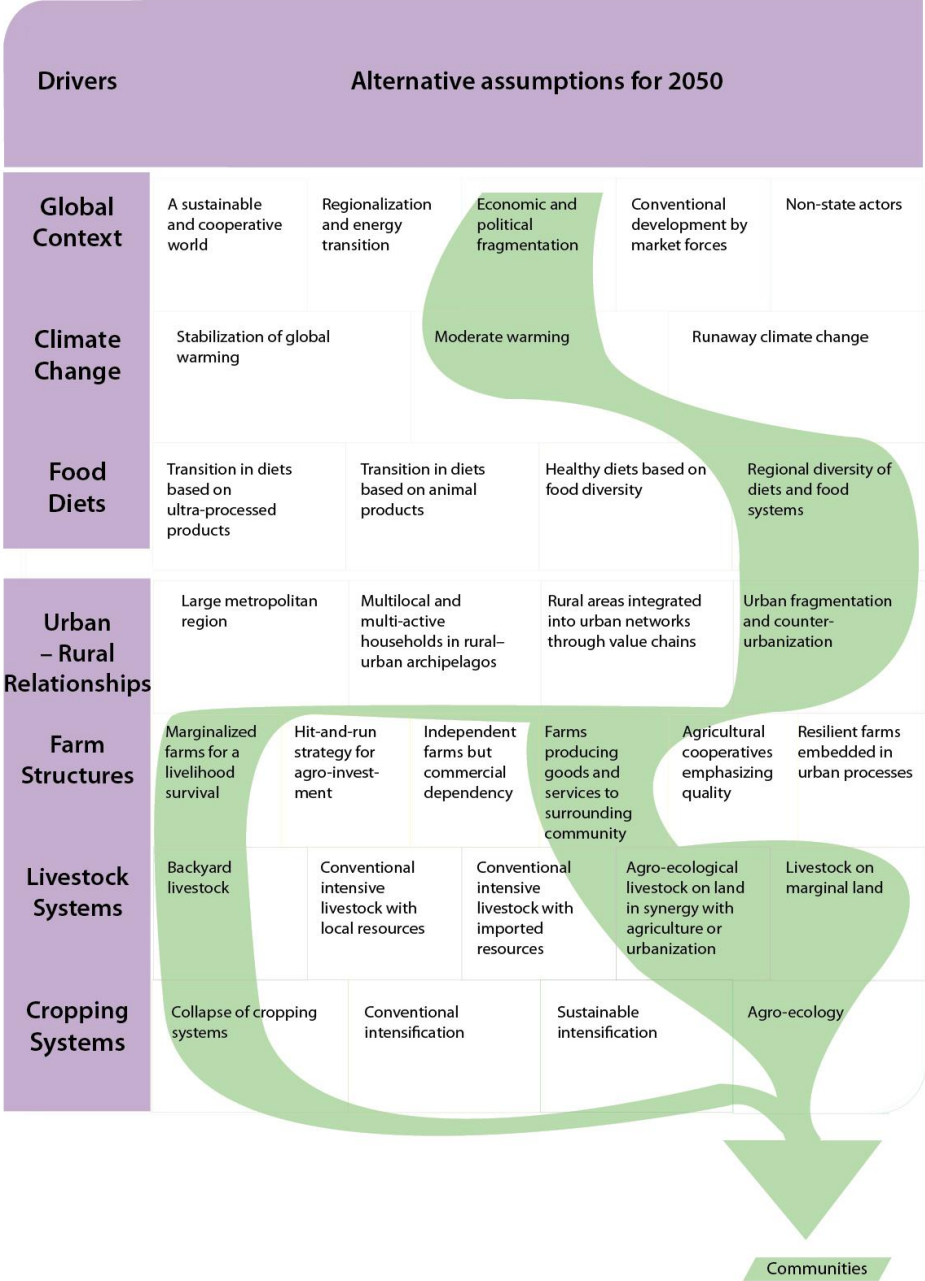 Drivers
Alternative assumptions for 2050
Global
Context
A sustainable
and cooperative
world
Regionalization
and energy
transition
Economic and
political
fragmentation
Conventional
development by
market forces
Non-state actors
Climate
Change
Stabilization of global
warming
Moderate warming
Runaway climate change
Food
Diets
Transition in diets
based on
ultra-processed
products
Transition in diets
based on animal
products
Healthy diets based on
food diversity
Regional diversity of
diets and food
systems
Urban
– Rural
Relationships
Large metropolitan
region
Multilocal and
multi-active
households in rural–
urban archipelagos
Rural areas integrated
into urban networks
through value chains
Urban fragmentation
and counter-
urbanization
Farm
Structures
Marginalized
farms for a
livelihood
survival
Hit-and-run
strategy for
agro-invest-
ment
Independent
farms but
commercial
dependency
Farms
producing
goods and
services to
surrounding
community
Agricultural
cooperatives
emphasizing
quality
Resilient farms
embedded in
urban processes
Livestock
Systems
Backyard
livestock
Conventional
intensive
livestock with
local resources
Conventional
intensive
livestock with
imported
resources
Agro-ecological
livestock on land
in synergy with
agriculture or
urbanization
Livestock on
marginal land
Cropping
Systems
Collapse of cropping
systems
Conventional
intensification
Sustainable
intensification
Agro-ecology
Communities